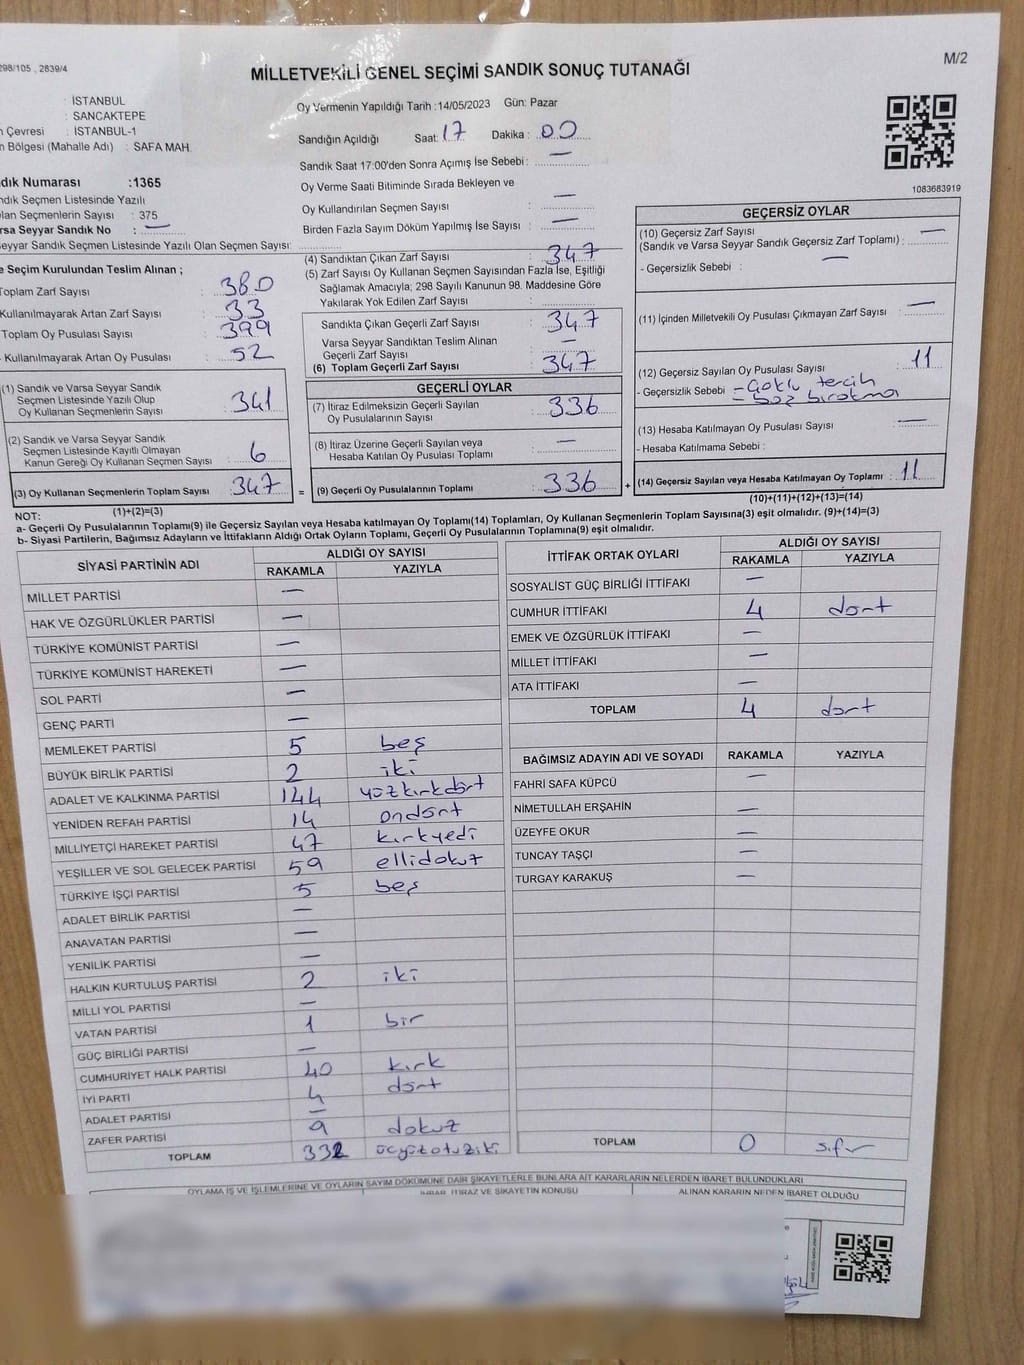 298/105 , 2839/4
M/2
MİLLETVEKİLİ GENEL SEÇİMİ SANDIK SONUÇ TUTANAĞI
: İSTANBUL
: SANCAKTEPE
n Çevresi : İSTANBUL-1
n Bölgesi (Mahalle Adı) : SAFA MAH.
dık Numarası :1365
ndık Seçmen Listesinde Yazılı
olan Seçmenlerin Sayısı : 375
rsa Seyyar Sandık No : —
eyyar Sandık Seçmen Listesinde Yazılı Olan Seçmen Sayısı:
Oy Vermenin Yapıldığı Tarih :14/05/2023 Gün: Pazar
Sandığın Açıldığı Saat: 17 Dakika : 00
Sandık Saat 17:00'den Sonra Açımış İse Sebebi : —
Oy Verme Saati Bitiminde Sırada Bekleyen ve
Oy Kullandırılan Seçmen Sayısı : —
Birden Fazla Sayım Döküm Yapılmış İse Sayısı : —
1083683919
e Seçim Kurulundan Teslim Alınan ;
Toplam Zarf Sayısı : 380
Kullanılmayarak Artan Zarf Sayısı : 33
Toplam Oy Pusulası Sayısı : 399
- Kullanılmayarak Artan Oy Pusulası : 52
(1) Sandık ve Varsa Seyyar Sandık
Seçmen Listesinde Yazılı Olup
Oy Kullanan Seçmenlerin Sayısı : 341
(2) Sandık ve Varsa Seyyar Sandık
Seçmen Listesinde Kayıtlı Olmayan
Kanun Gereği Oy Kullanan Seçmen Sayısı : 6
(3) Oy Kullanan Seçmenlerin Toplam Sayısı : 347
(1)+(2)=(3)
(4) Sandıktan Çıkan Zarf Sayısı : 347
(5) Zarf Sayısı Oy Kullanan Seçmen Sayısından Fazla İse, Eşitliği
Sağlamak Amacıyla; 298 Sayılı Kanunun 98. Maddesine Göre
Yakılarak Yok Edilen Zarf Sayısı :
Sandıkta Çıkan Geçerli Zarf Sayısı : 347
Varsa Seyyar Sandıktan Teslim Alınan
Geçerli Zarf Sayısı : —
(6) Toplam Geçerli Zarf Sayısı : 347
GEÇERLİ OYLAR
(7) İtiraz Edilmeksizin Geçerli Sayılan
Oy Pusulalarının Toplamı : 336
(8) İtiraz Üzerine Geçerli Sayılan veya
Hesaba Katılan Oy Pusulası Toplamı : —
= (9) Geçerli Oy Pusulalarının Toplamı : 336 +
GEÇERSİZ OYLAR
(10) Geçersiz Zarf Sayısı —
(Sandık ve Varsa Seyyar Sandık Geçersiz Zarf Toplamı) :
- Geçersizlik Sebebi : —
(11) İçinden Milletvekili Oy Pusulası Çıkmayan Zarf Sayısı : —
(12) Geçersiz Sayılan Oy Pusulası Sayısı : 11
- Geçersizlik Sebebi - Çoklu tercih
- boş bırakma
(13) Hesaba Katılmayan Oy Pusulası Sayısı : —
- Hesaba Katılmama Sebebi :
(14) Geçersiz Sayılan veya Hesaba Katılmayan Oy Toplamı : 11
(10)+(11)+(12)+(13)=(14)
NOT:
a- Geçerli Oy Pusulalarının Toplamı(9) ile Geçersiz Sayılan veya Hesaba katılmayan Oy Toplamı(14) Toplamları, Oy Kullanan Seçmenlerin Toplam Sayısına(3) eşit olmalıdır. (9)+(14)=(3)
b- Siyasi Partilerin, Bağımsız Adayların ve İttifakların Aldığı Ortak Oyların Toplamı, Geçerli Oy Pusulalarının Toplamına(9) eşit olmalıdır.
SİYASİ PARTİNİN ADI ALDIĞI OY SAYISI
RAKAMLA YAZIYLA
MİLLET PARTİSİ —
HAK VE ÖZGÜRLÜKLER PARTİSİ —
TÜRKİYE KOMÜNİST PARTİSİ —
TÜRKİYE KOMÜNİST HAREKETİ —
SOL PARTİ —
GENÇ PARTİ —
MEMLEKET PARTİSİ 5 beş
BÜYÜK BİRLİK PARTİSİ 2 iki
ADALET VE KALKINMA PARTİSİ 144 yüzkırkdört
YENİDEN REFAH PARTİSİ 14 ondört
MİLLİYETÇİ HAREKET PARTİSİ 47 kırkyedi
YEŞİLLER VE SOL GELECEK PARTİSİ 59 ellidokuz
TÜRKİYE İŞÇİ PARTİSİ 5 beş
ADALET BİRLİK PARTİSİ —
ANAVATAN PARTİSİ —
YENİLİK PARTİSİ —
HALKIN KURTULUŞ PARTİSİ 2 iki
MİLLİ YOL PARTİSİ —
VATAN PARTİSİ 1 bir
GÜÇ BİRLİĞİ PARTİSİ —
CUMHURİYET HALK PARTİSİ 40 kırk
İYİ PARTİ 4 dört
ADALET PARTİSİ —
ZAFER PARTİSİ 9 dokuz
TOPLAM 332 üçyüzotuziki
İTTİFAK ORTAK OYLARI ALDIĞI OY SAYISI
RAKAMLA YAZIYLA
SOSYALİST GÜÇ BİRLİĞİ İTTİFAKI —
CUMHUR İTTİFAKI 4 dört
EMEK VE ÖZGÜRLÜK İTTİFAKI —
MİLLET İTTİFAKI —
ATA İTTİFAKI —
TOPLAM 4 dört
BAĞIMSIZ ADAYIN ADI VE SOYADI RAKAMLA YAZIYLA
FAHRİ SAFA KÜPCÜ —
NİMETULLAH ERŞAHİN —
ÜZEYFE OKUR —
TUNCAY TAŞÇI —
TURGAY KARAKUŞ —
TOPLAM 0 sıfır
OYLAMA İŞ VE İŞLEMLERİNE VE OYLARIN SAYIM DÖKÜMÜNE DAİR ŞİKAYETLERLE BUNLARA AİT KARARLARIN NELERDEN İBARET BULUNDUKLARI
İHBAR, İTİRAZ VE ŞİKAYETİN KONUSU ALINAN KARARIN NEDEN İBARET OLDUĞU